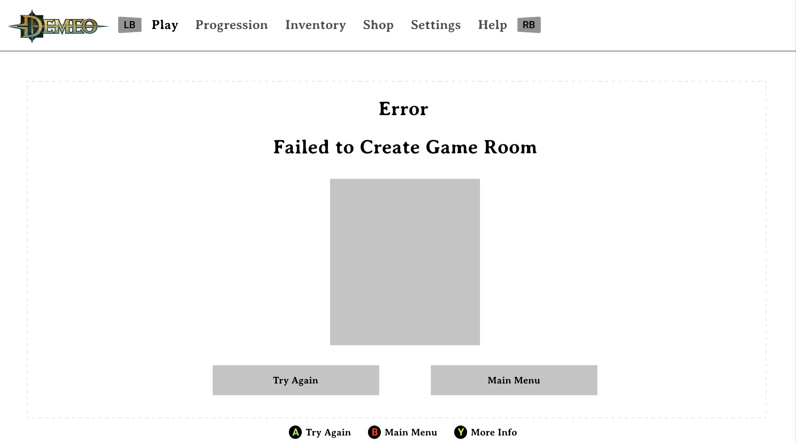 DEMEO LB Play Progression Inventory Shop Settings Help RB
Error
Failed to Create Game Room
Try Again Main Menu
A Try Again B Main Menu Y More Info